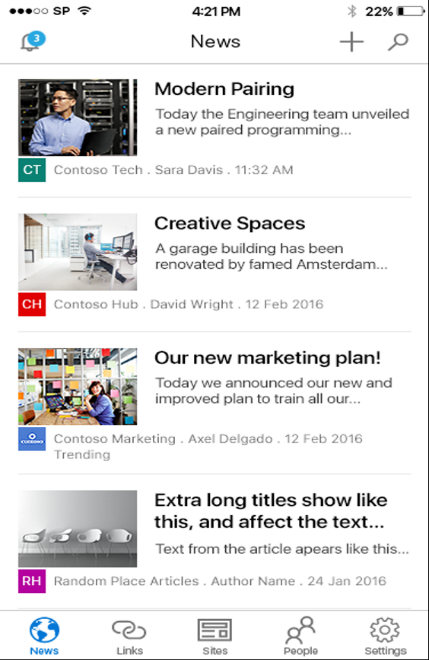 SP 4:21 PM 22%
3
News
Modern Pairing
Today the Engineering team unveiled
a new paired programming...
CT Contoso Tech . Sara Davis . 11:32 AM
Creative Spaces
A garage building has been
renovated by famed Amsterdam...
CH Contoso Hub . David Wright . 12 Feb 2016
Our new marketing plan!
Today we announced our new and
improved plan to train all our...
Contoso Marketing . Axel Delgado . 12 Feb 2016
Trending
Extra long titles show like
this, and affect the text...
Text from the article apears like this...
RH Random Place Articles . Author Name . 24 Jan 2016
News Links Sites People Settings